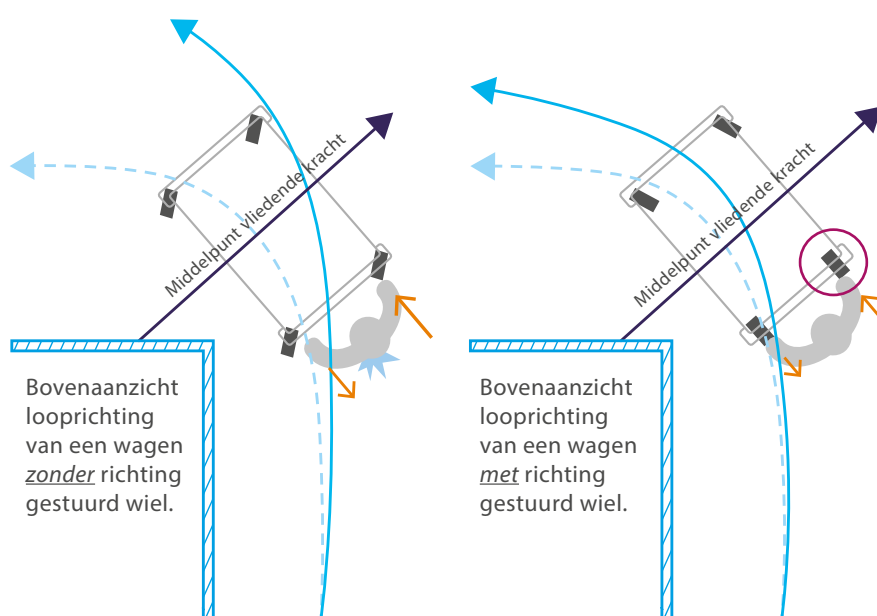 Middelpunt vliedende kracht
Bovenaanzicht
looprichting
van een wagen
zonder richting
gestuurd wiel.
Middelpunt vliedende kracht
Bovenaanzicht
looprichting
van een wagen
met richting
gestuurd wiel.